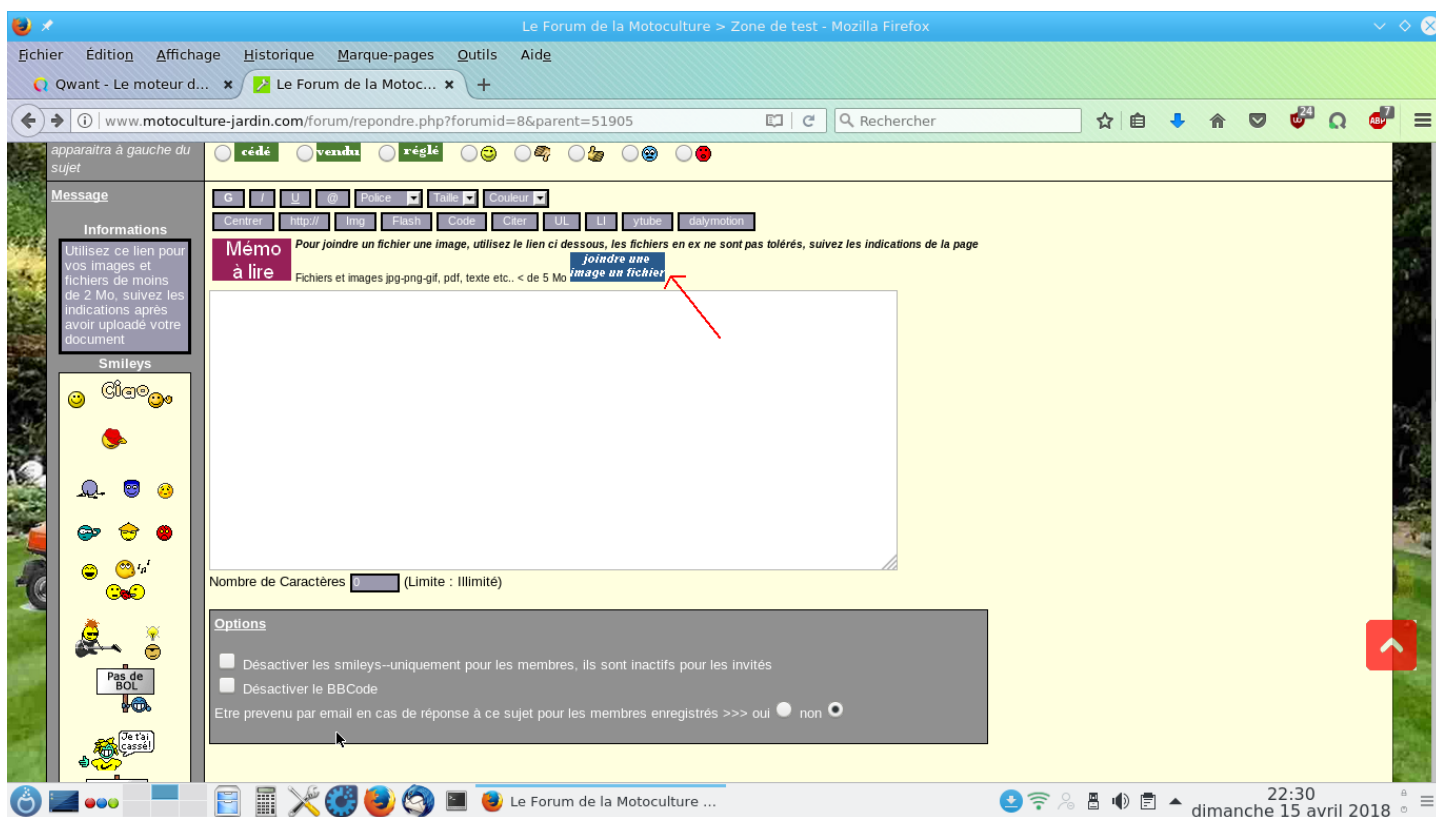 Le Forum de la Motoculture > Zone de test - Mozilla Firefox
Fichier Édition Affichage Historique Marque-pages Outils Aide
Qwant - Le moteur d... Le Forum de la Motoc...
www.motoculture-jardin.com/forum/repondre.php?forumid=8&parent=51905 Rechercher 24 7
ABP
apparaitra à gauche du
sujet
cédé vendu réglé
Message
G I U @ Police Taille Couleur
Centrer http:// Img Flash Code Citer UL LI ytube dalymotion
Informations
Utilisez ce lien pour
vos images et
fichiers de moins
de 2 Mo, suivez les
indications après
avoir uploadé votre
document
Mémo
à lire
Pour joindre un fichier une image, utilisez le lien ci dessous, les fichiers en ex ne sont pas tolérés, suivez les indications de la page
Fichiers et images jpg-png-gif, pdf, texte etc.. < de 5 Mo
joindre une
image un fichier
Smileys
Ciao
Pas de
BOL
Je t'ai
cassé!
Nombre de Caractères 0 (Limite : Illimité)
Options
Désactiver les smileys--uniquement pour les membres, ils sont inactifs pour les invités
Désactiver le BBCode
Etre prevenu par email en cas de réponse à ce sujet pour les membres enregistrés >>> oui non
Le Forum de la Motoculture ...
22:30
dimanche 15 avril 2018